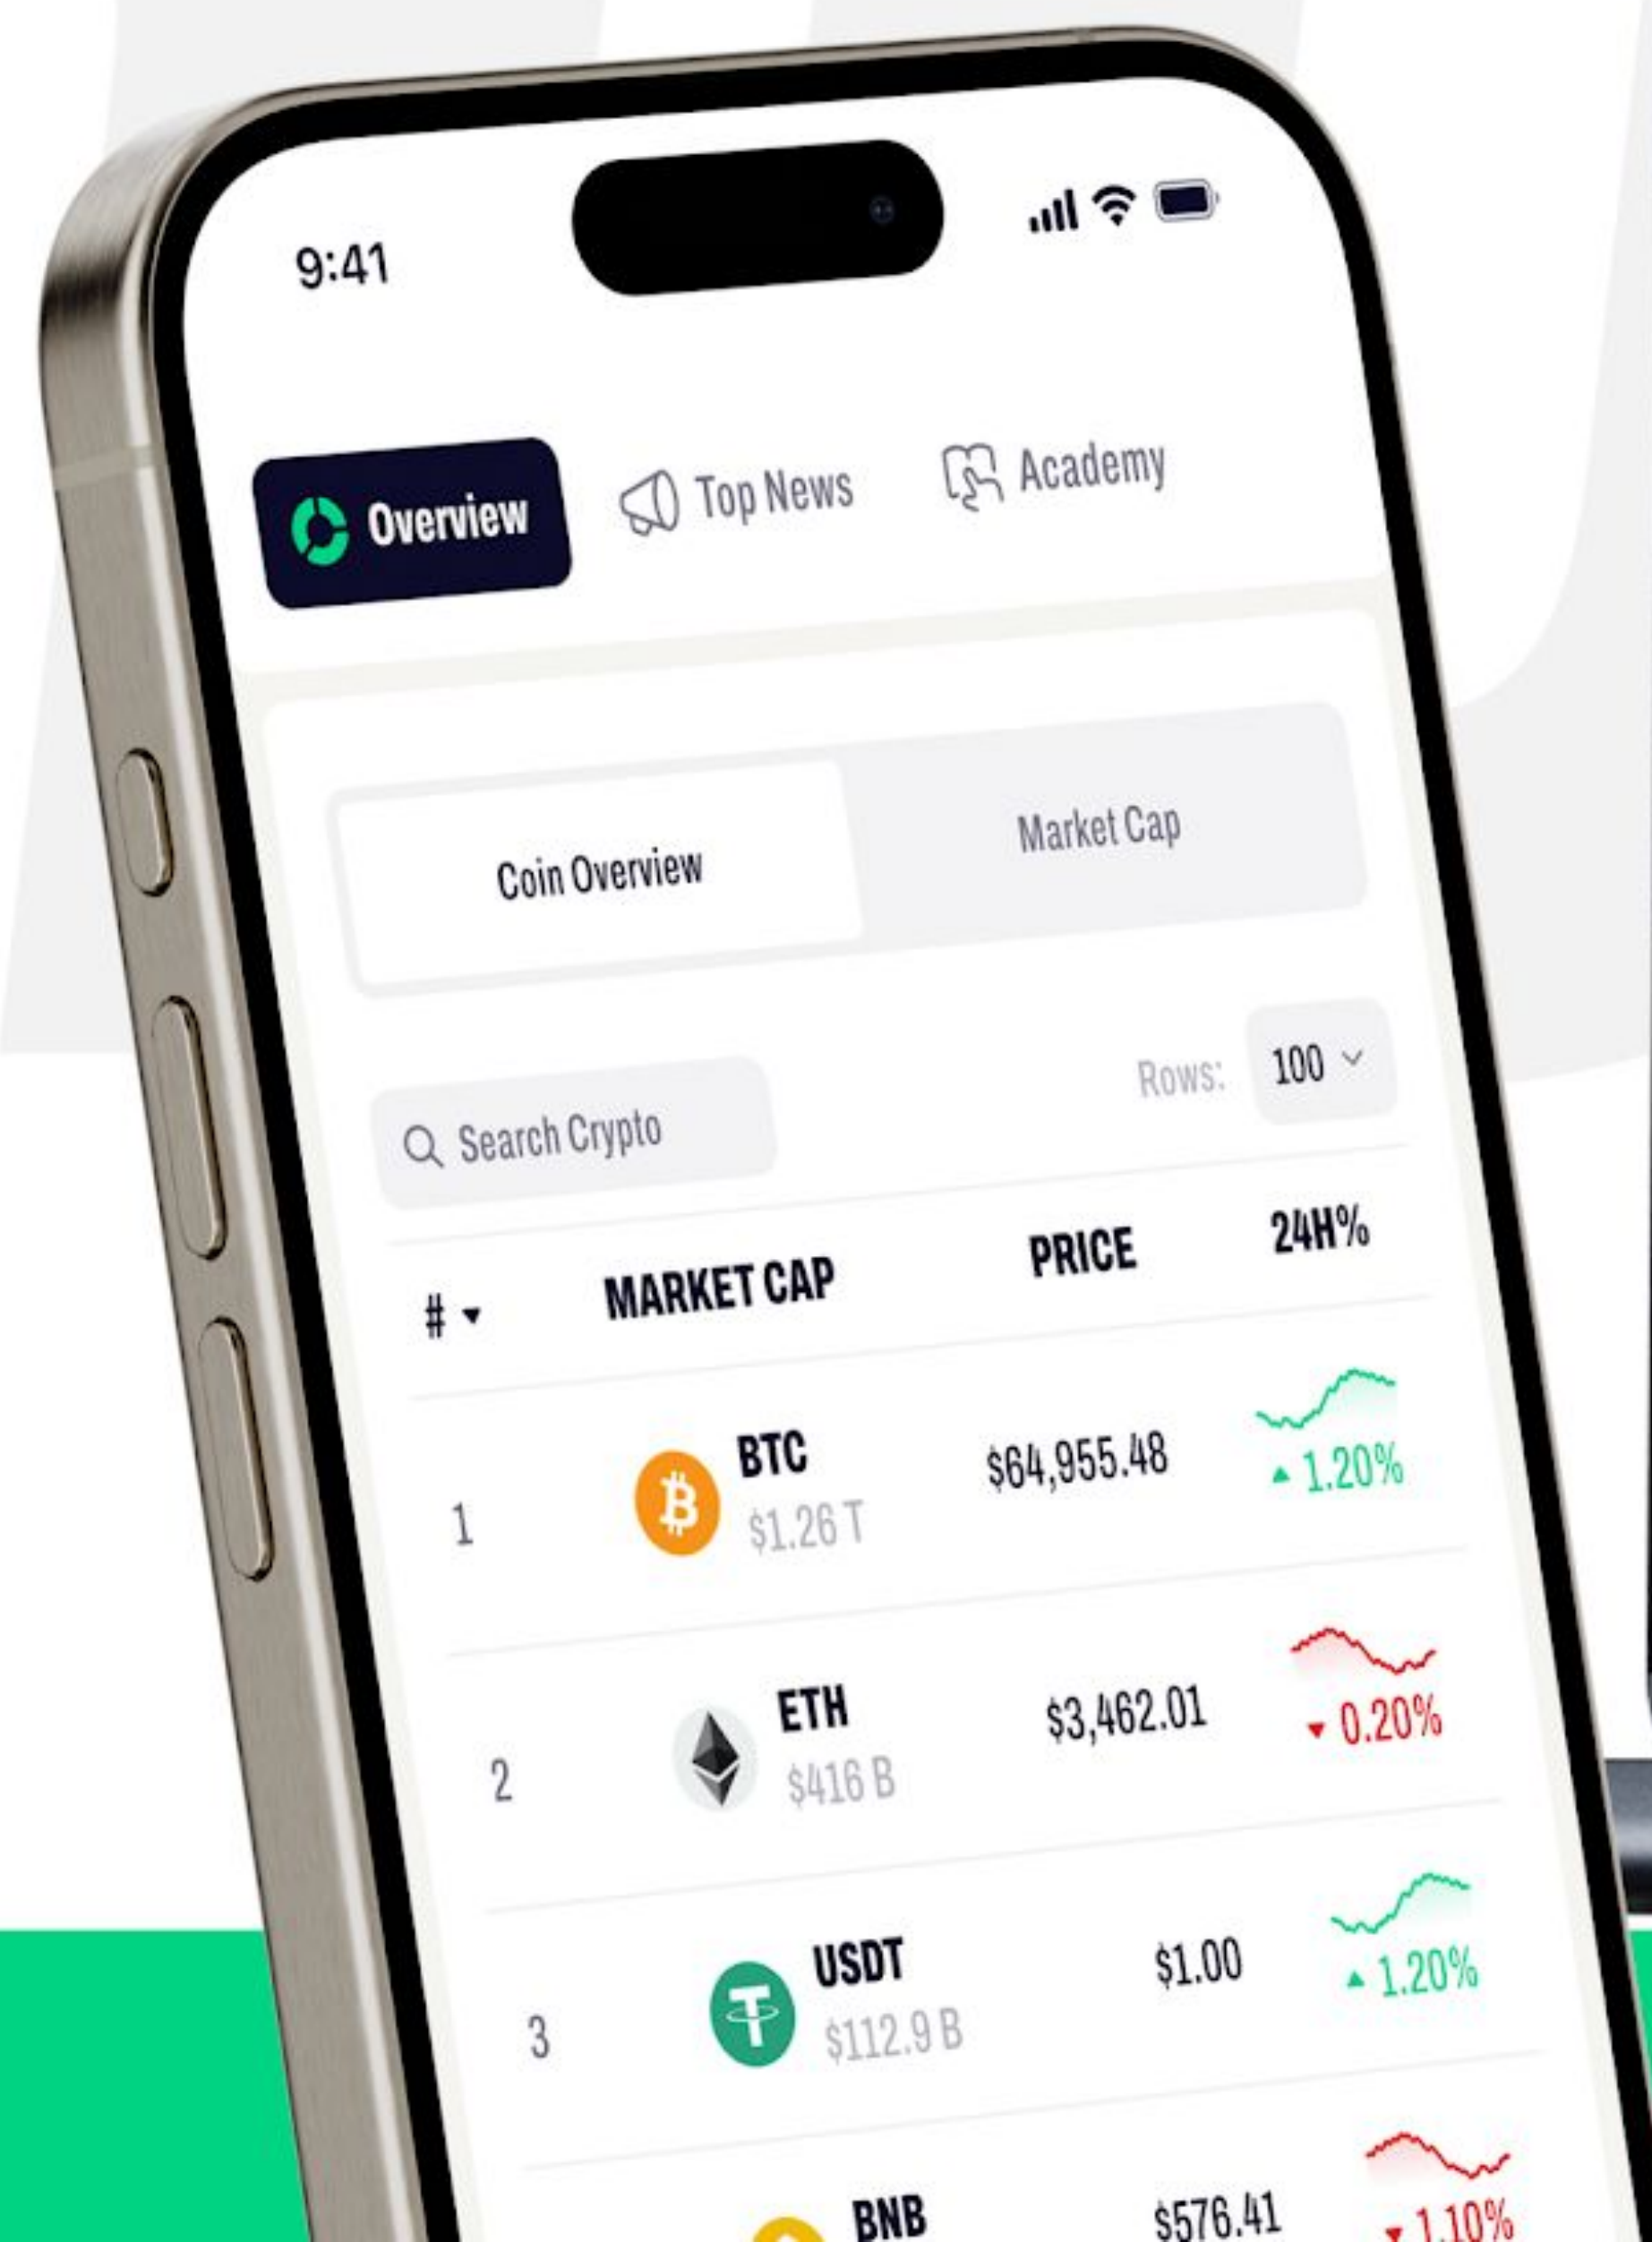 9:41
Overview
Top News
Academy
Coin Overview
Market Cap
Search Crypto
Rows:
100
#
MARKET CAP
PRICE
24H%
1
BTC
$1.26 T
$64,955.48
1.20%
2
ETH
$416 B
$3,462.01
0.20%
3
USDT
$112.9 B
$1.00
1.20%
BNB
$576.41
1.10%